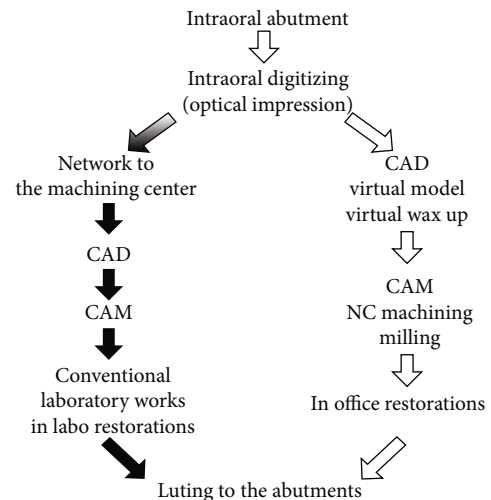 Intraoral abutment
Intraoral digitizing
(optical impression)
Network to
the machining center
CAD
CAM
Conventional
laboratory works
in labo restorations
CAD
virtual model
virtual wax up
CAM
NC machining
milling
In office restorations
Luting to the abutments